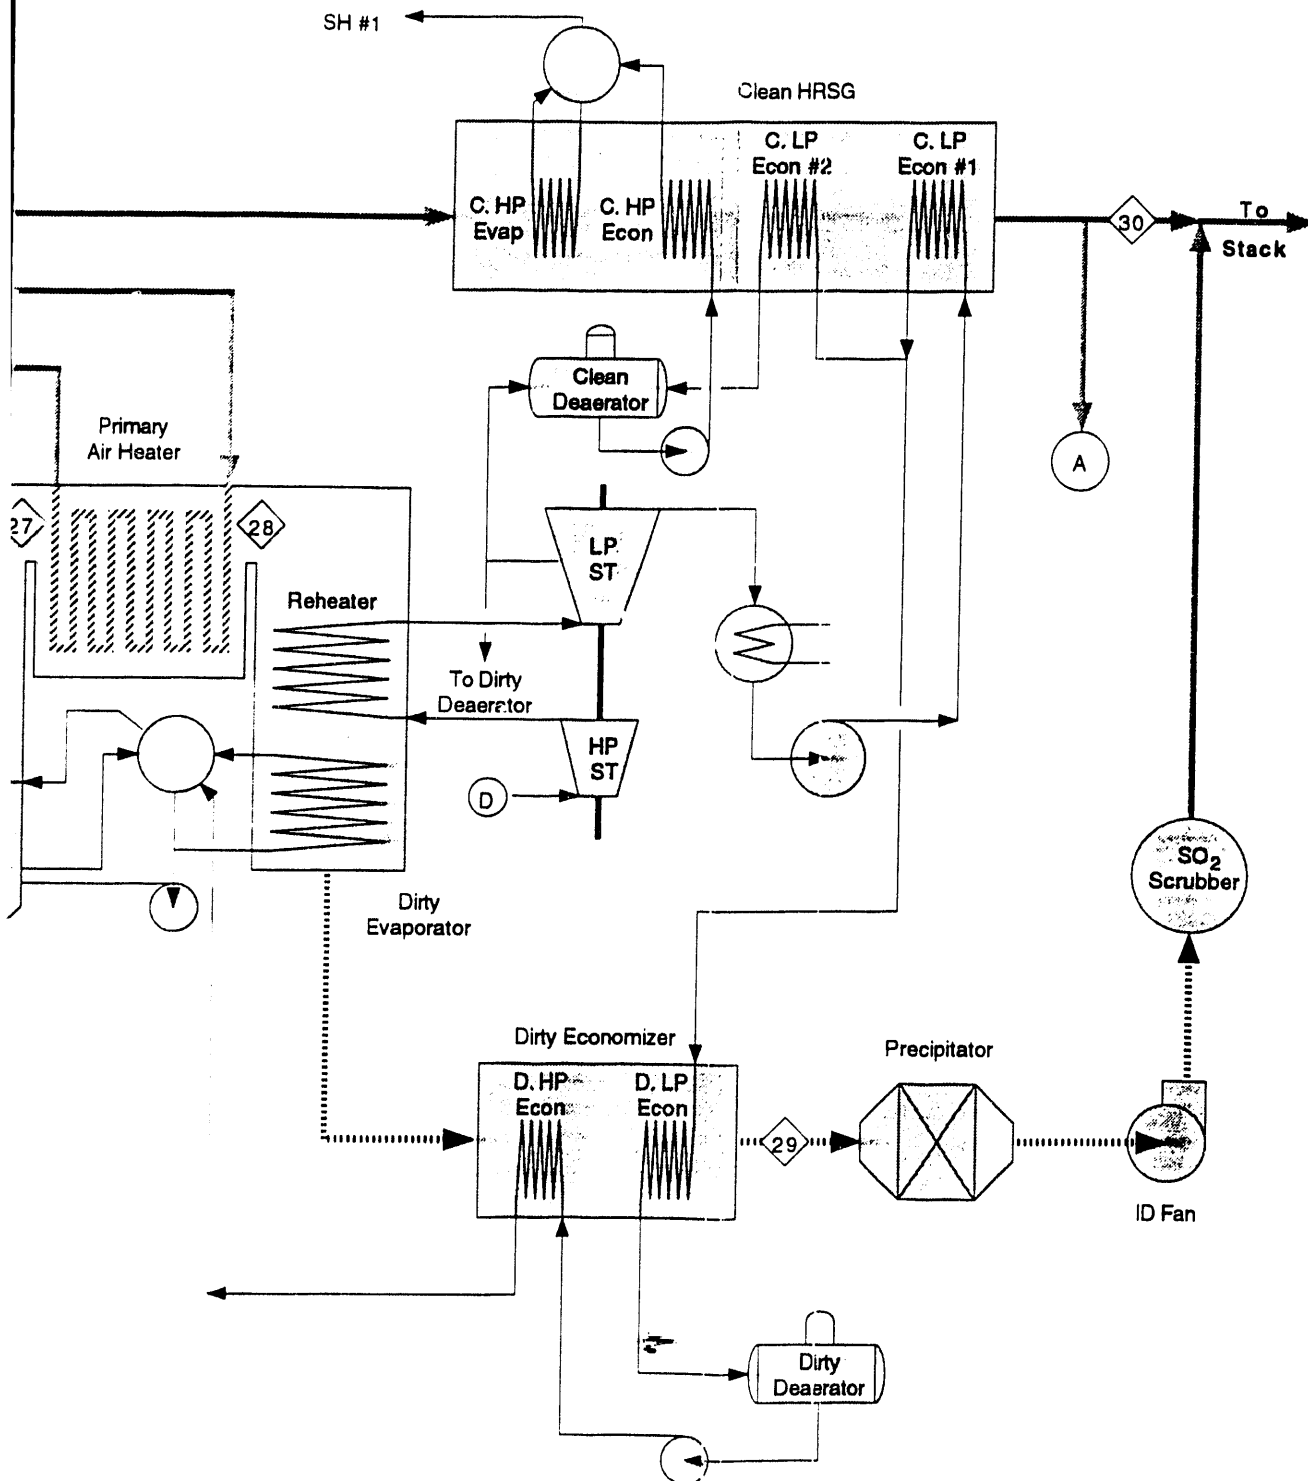 SH #1
Clean HRSG
C. LP
Econ #2
C. LP
Econ #1
C. HP
Evap
C. HP
Econ
30
To
Stack
Clean
Deaerator
A
Primary
Air Heater
27
28
LP
ST
Reheater
To Dirty
Deaerator
HP
ST
D
SO2
Scrubber
Dirty
Evaporator
Dirty Economizer
Precipitator
D. HP
Econ
D. LP
Econ
29
ID Fan
Dirty
Deaerator